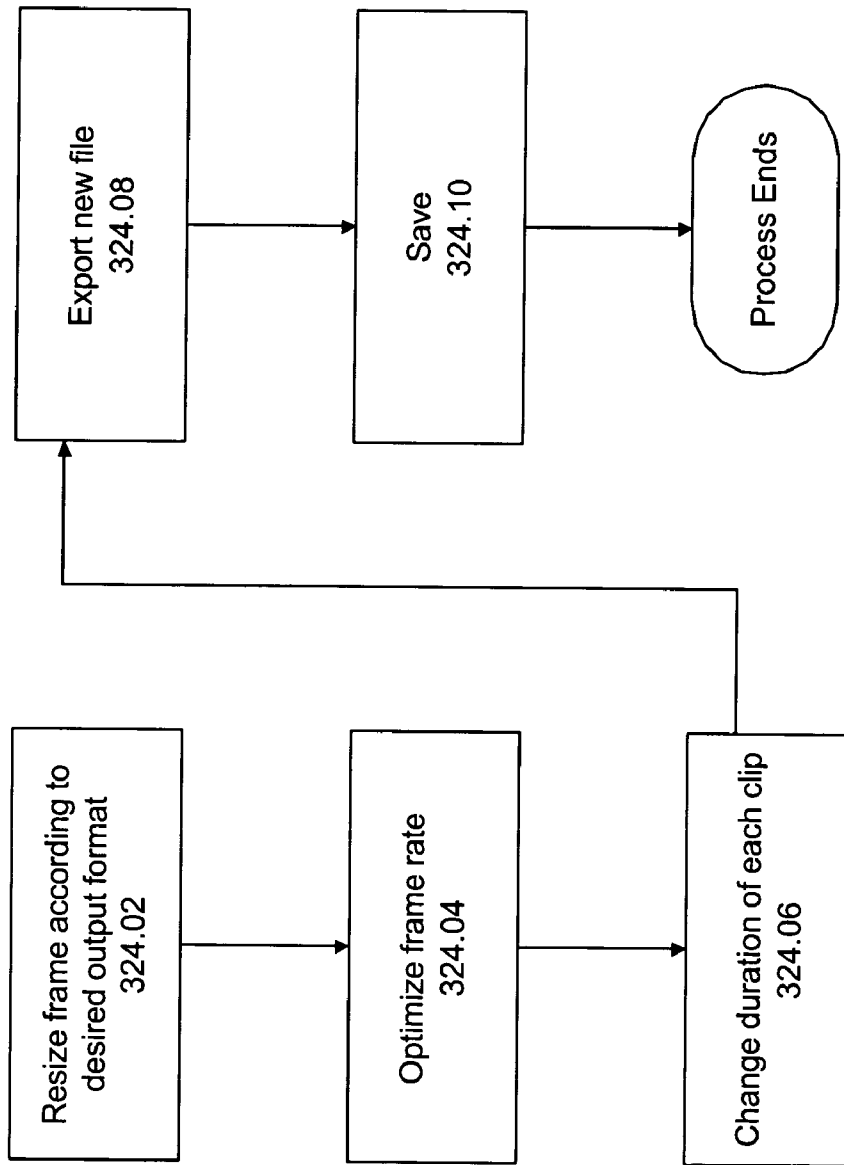 Resize frame according to
desired output format
324.02
Optimize frame rate
324.04
Change duration of each clip
324.06
Export new file
324.08
Save
324.10
Process Ends